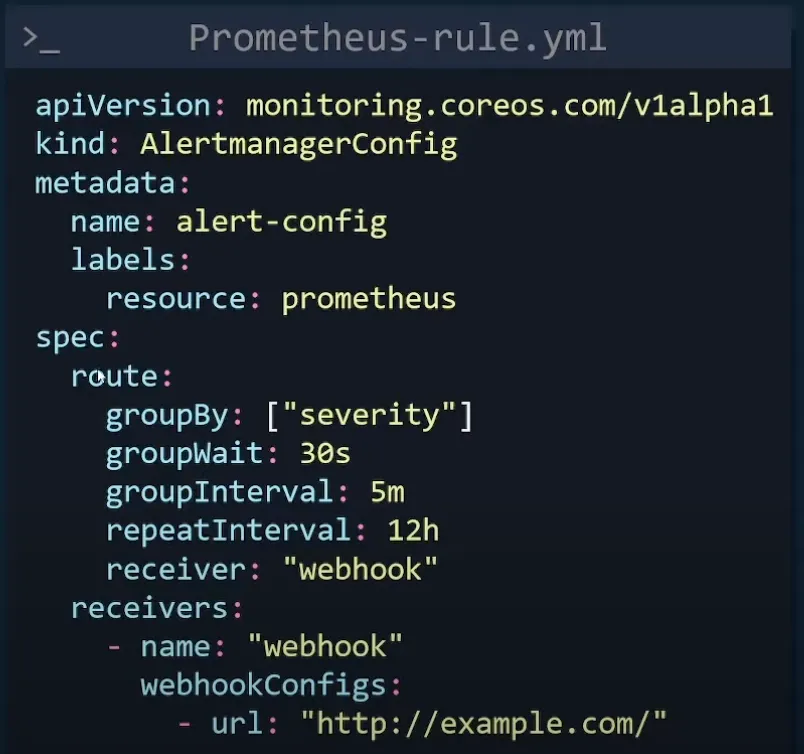 >_ Prometheus-rule.yml
apiVersion: monitoring.coreos.com/v1alpha1
kind: AlertmanagerConfig
metadata:
  name: alert-config
  labels:
    resource: prometheus
spec:
  route:
    groupBy: ["severity"]
    groupWait: 30s
    groupInterval: 5m
    repeatInterval: 12h
    receiver: "webhook"
  receivers:
    - name: "webhook"
      webhookConfigs:
        - url: "http://example.com/"